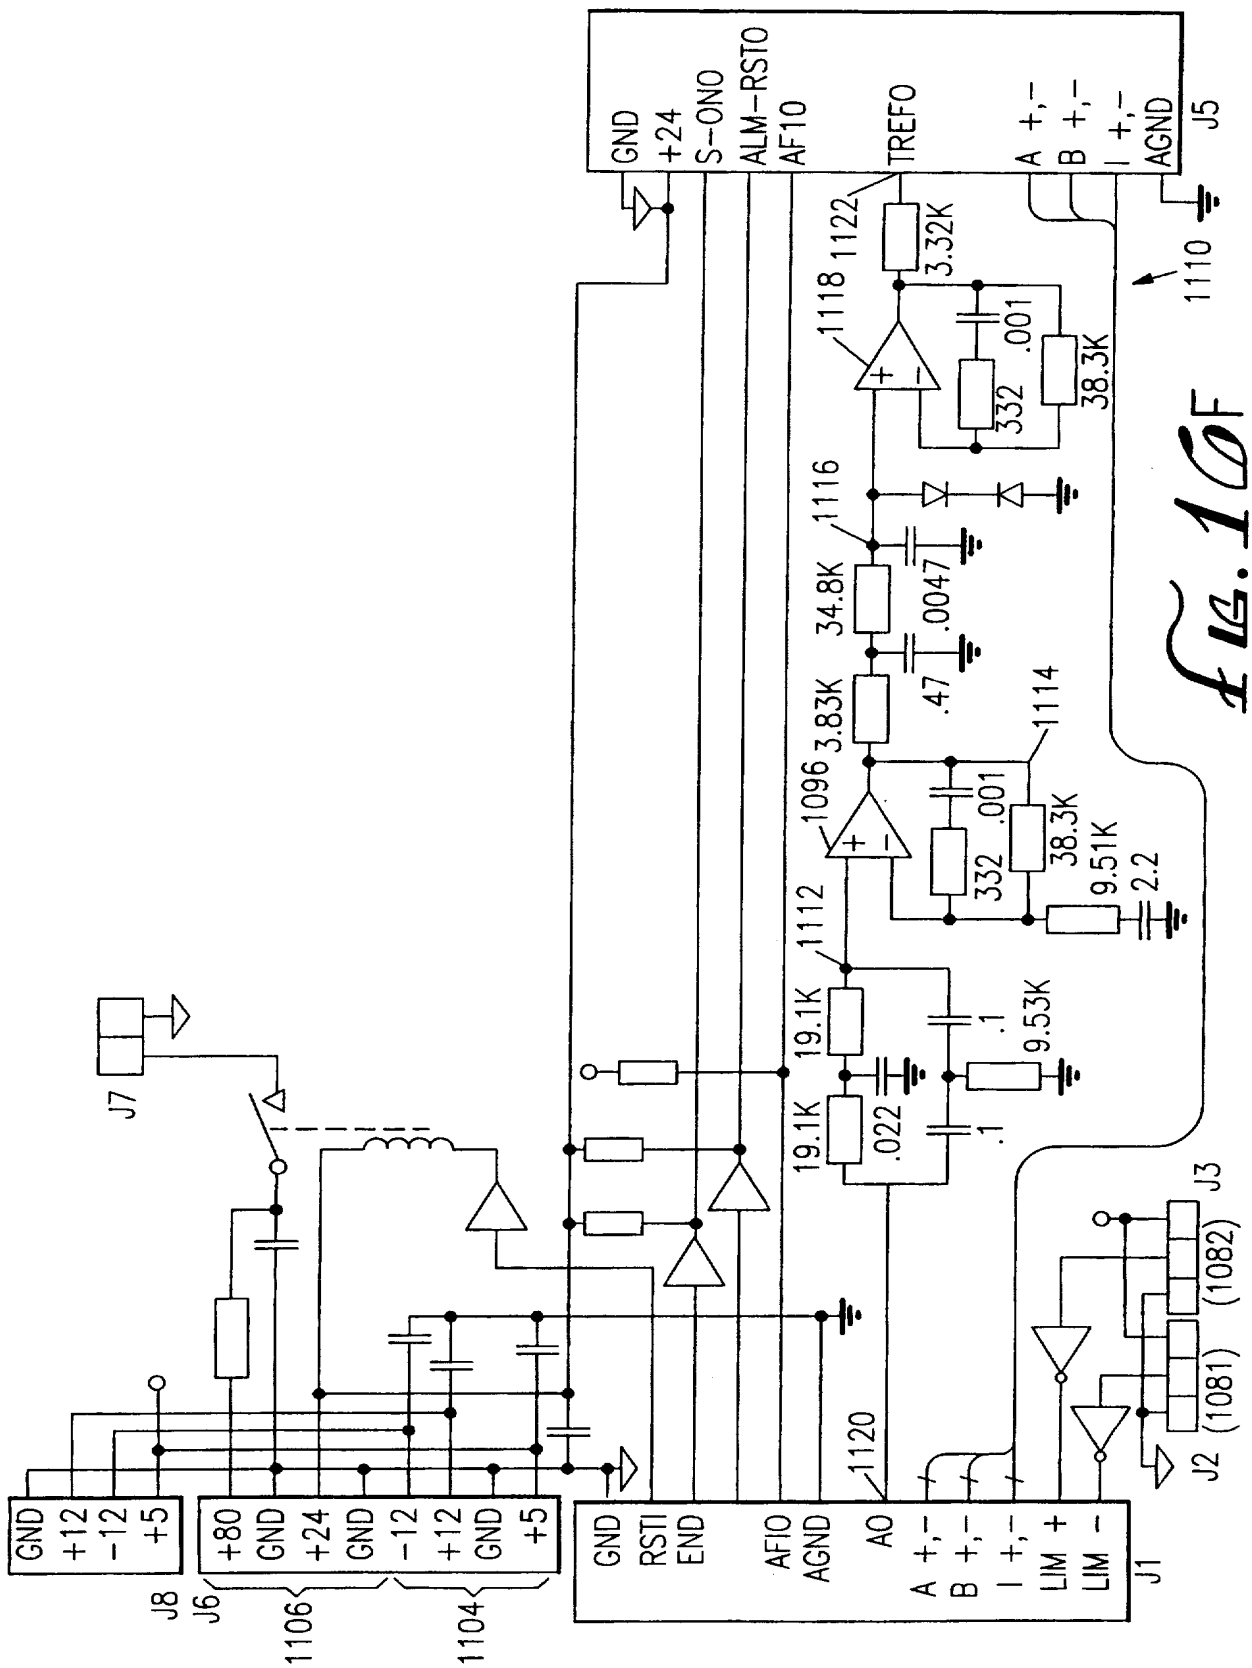 J8
GND
+12
-12
+5
J6
+80
GND
+24
GND
-12
+12
GND
+5
1106
1104
J7
J1
GND
RSTI
END
AFIO
AGND
AO
A +,-
B +,-
I +,-
LIM +
LIM -
1120
J2
(1081)
J3
(1082)
19.1K
.022
19.1K
.1
.1
9.53K
1112
1096
+
-
332
.001
38.3K
9.51K
2.2
1114
3.83K
.47
34.8K
.0047
1116
1118
+
-
332
.001
38.3K
3.32K
1122
1110
GND
+24
S-ONO
ALM-RSTO
AF10
TREFO
A +,-
B +,-
I +,-
AGND
J5
FIG. 16F